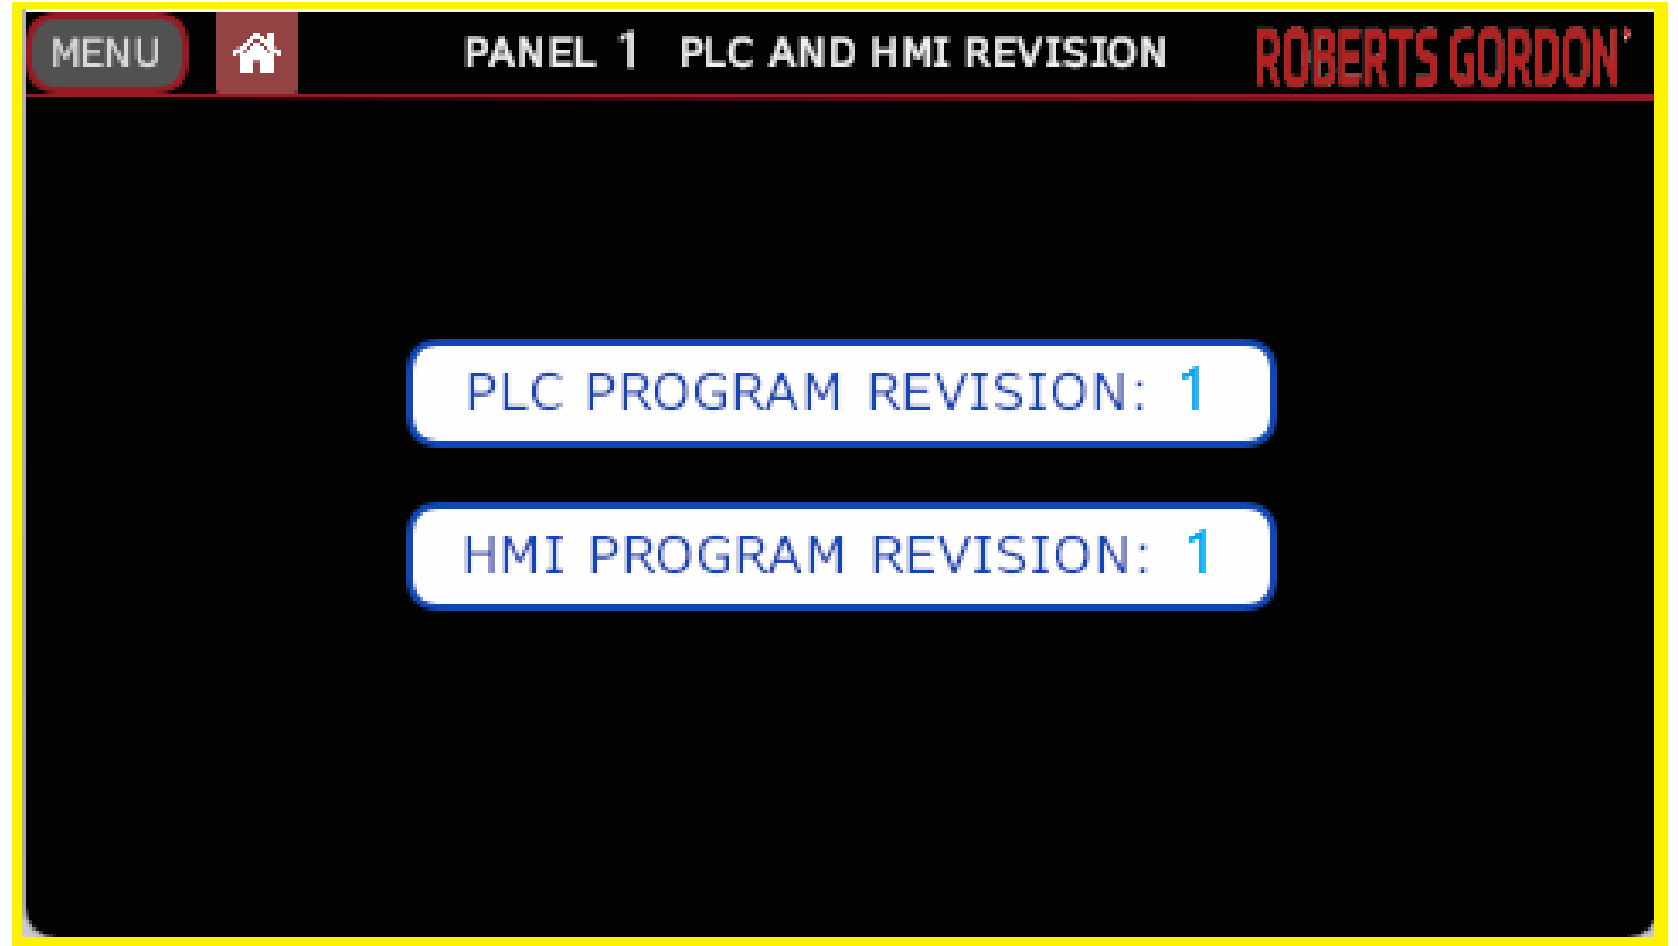 MENU PANEL 1 PLC AND HMI REVISION ROBERTS GORDON®
PLC PROGRAM REVISION: 1
HMI PROGRAM REVISION: 1